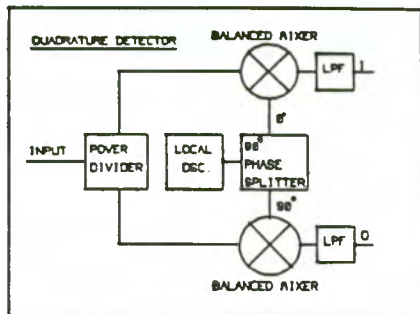 QUADRATURE DETECTOR
BALANCED MIXER
LPF
I
0°
INPUT
POWER
DIVIDER
LOCAL
OSC.
90°
PHASE
SPLITTER
90°
LPF
Q
BALANCED MIXER